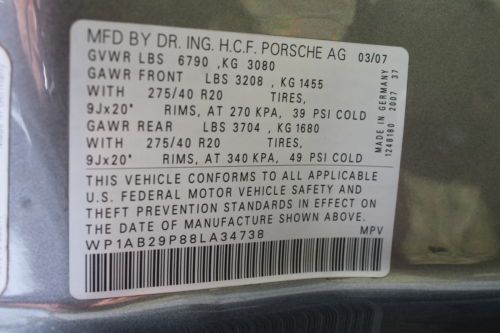 MFD BY DR. ING. H.C.F. PORSCHE AG 03/07
GVWR LBS 6790 ,KG 3080
GAWR FRONT LBS 3208 ,KG 1455
WITH 275/40 R20 TIRES,
9Jx20" RIMS, AT 270 KPA, 39 PSI COLD
GAWR REAR LBS 3704 ,KG 1680
WITH 275/40 R20 TIRES,
9Jx20" RIMS, AT 340 KPA, 49 PSI COLD
THIS VEHICLE CONFORMS TO ALL APPLICABLE
U.S. FEDERAL MOTOR VEHICLE SAFETY AND
THEFT PREVENTION STANDARDS IN EFFECT ON
THE DATE OF MANUFACTURE SHOWN ABOVE.
WP1AB29P88LA34738 MPV
MADE IN GERMANY
124B180 2007 37